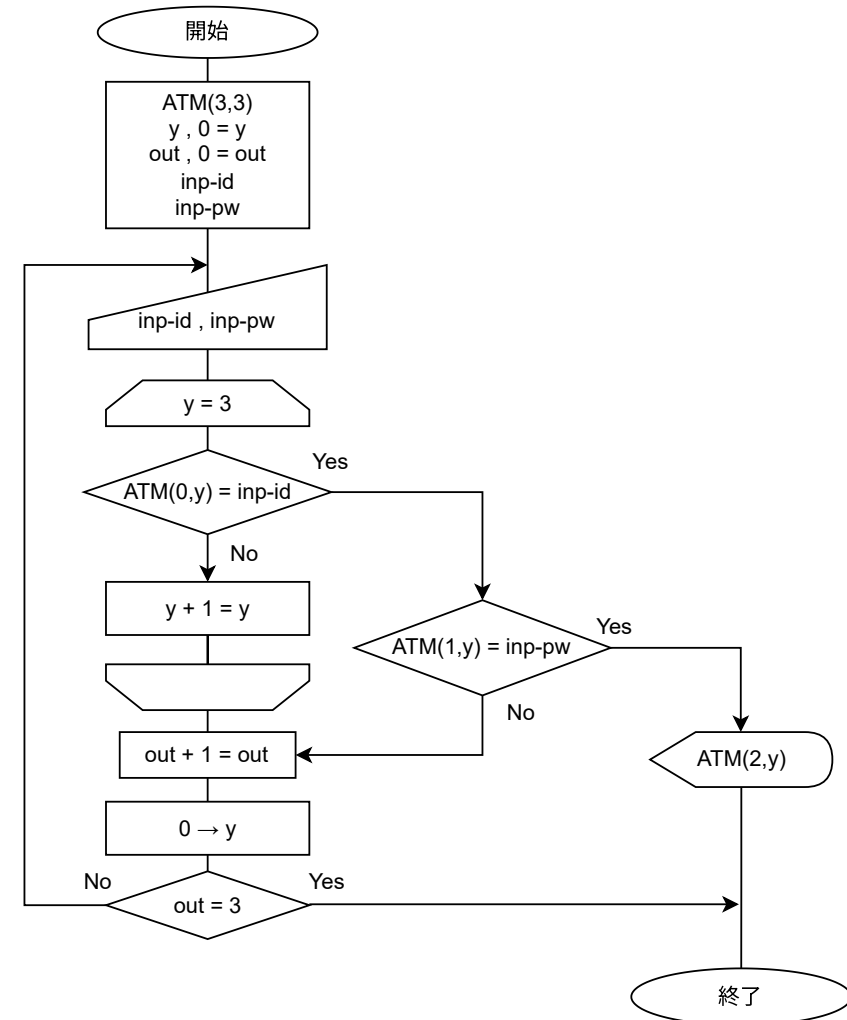 開始
ATM(3,3)
y , 0 = y
out , 0 = out
inp-id
inp-pw
inp-id , inp-pw
y = 3
Yes
ATM(0,y) = inp-id
No
y + 1 = y
Yes
ATM(1,y) = inp-pw
No
out + 1 = out
ATM(2,y)
0 → y
No
Yes
out = 3
終了